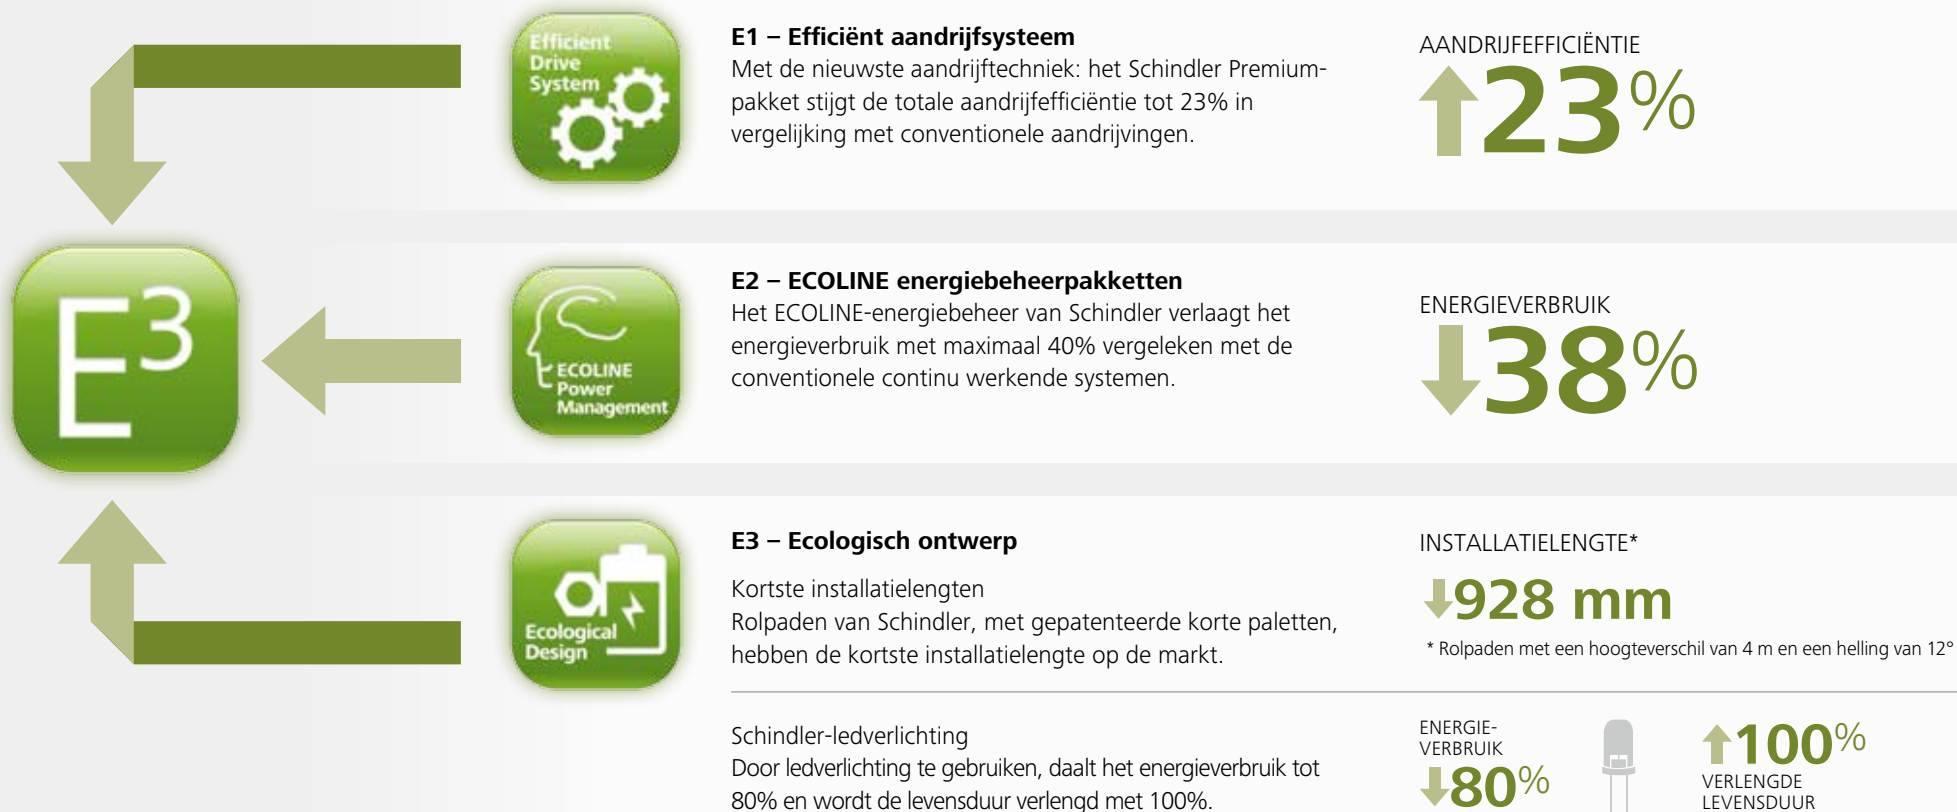 Efficient
Drive
System
E1 – Efficiënt aandrijfsysteem
Met de nieuwste aandrijftechniek: het Schindler Premium-
pakket stijgt de totale aandrijfefficiëntie tot 23% in
vergelijking met conventionele aandrijvingen.
AANDRIJFEFFICIËNTIE
23%
E3
ECOLINE
Power
Management
E2 – ECOLINE energiebeheerpakketten
Het ECOLINE-energiebeheer van Schindler verlaagt het
energieverbruik met maximaal 40% vergeleken met de
conventionele continu werkende systemen.
ENERGIEVERBRUIK
38%
Ecological
Design
E3 – Ecologisch ontwerp
Kortste installatielengten
Rolpaden van Schindler, met gepatenteerde korte paletten,
hebben de kortste installatielengte op de markt.
INSTALLATIELENGTE*
928 mm
* Rolpaden met een hoogteverschil van 4 m en een helling van 12°
Schindler-ledverlichting
Door ledverlichting te gebruiken, daalt het energieverbruik tot
80% en wordt de levensduur verlengd met 100%.
ENERGIE-
VERBRUIK
80%
100%
VERLENGDE
LEVENSDUUR